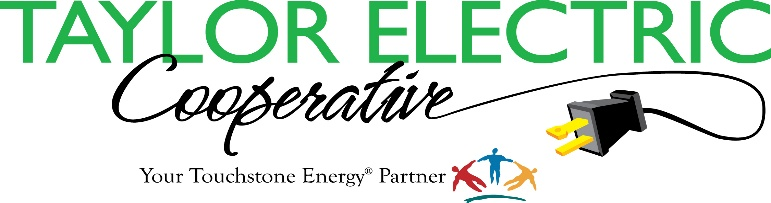 TAYLOR ELECTRIC
Cooperative
Your Touchstone Energy® Partner